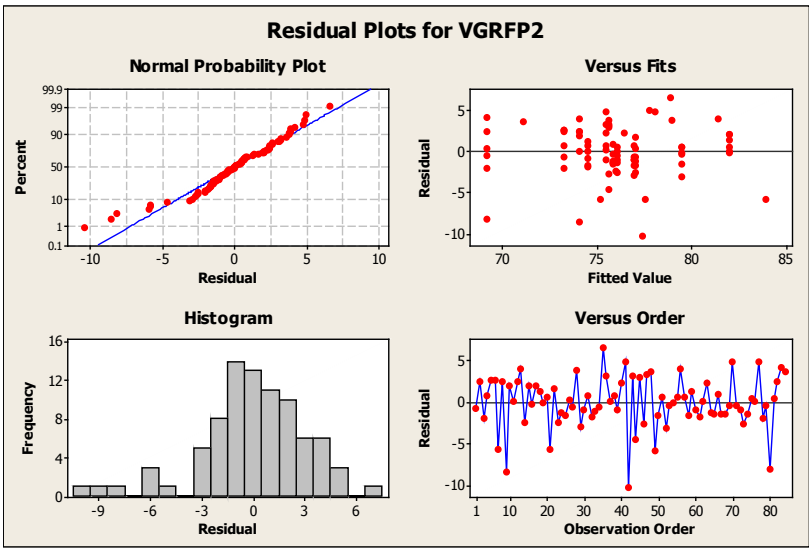 Residual Plots for VGRFP2
Normal Probability Plot
99.9
99
90
50
10
1
0.1
Percent
-10 -5 0 5 10
Residual
Versus Fits
5
0
-5
-10
Residual
70 75 80 85
Fitted Value
Histogram
16
12
8
4
0
Frequency
-9 -6 -3 0 3 6
Residual
Versus Order
5
0
-5
-10
Residual
1 10 20 30 40 50 60 70 80
Observation Order